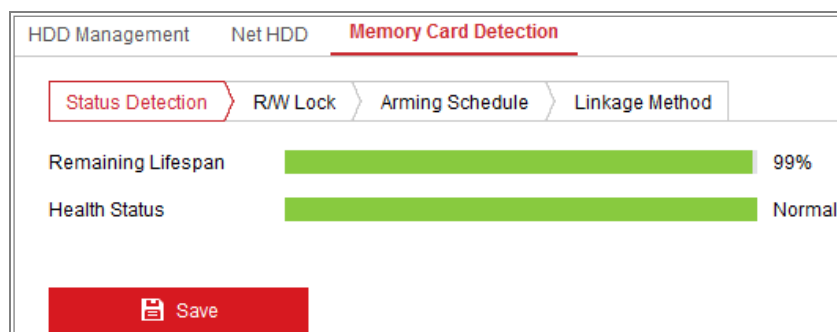 HDD Management Net HDD Memory Card Detection
Status Detection R/W Lock Arming Schedule Linkage Method
Remaining Lifespan 99%
Health Status Normal
Save